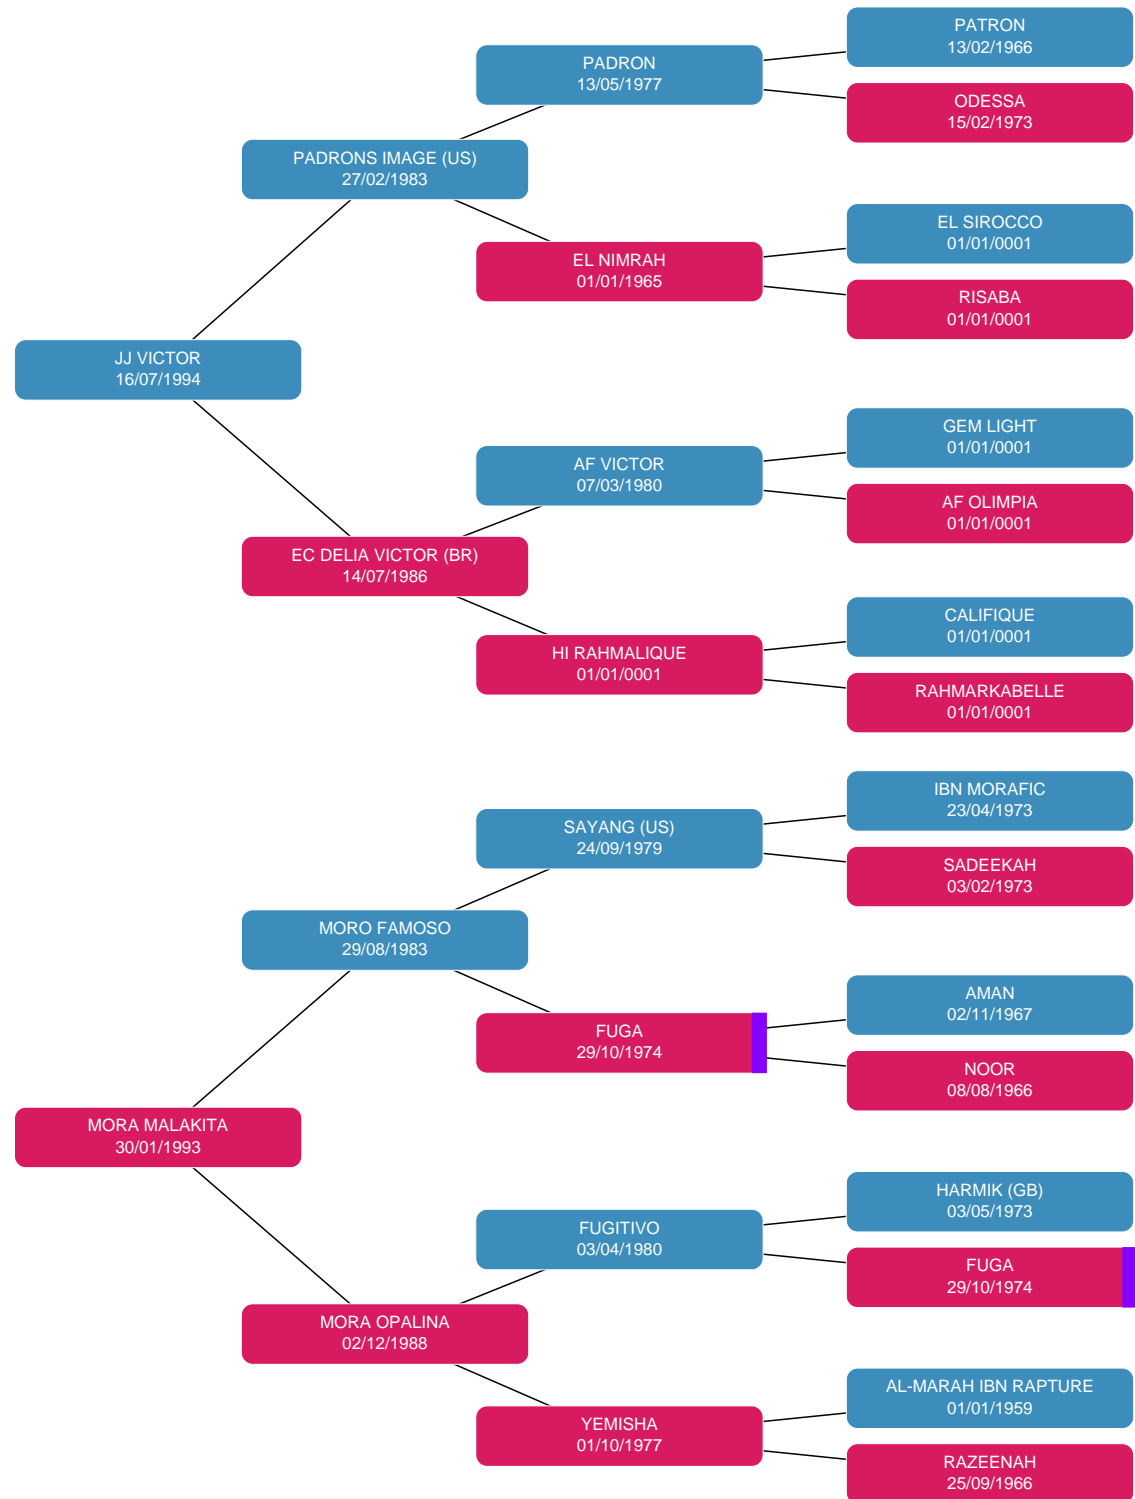 PATRON
13/02/1966
PADRON
13/05/1977
ODESSA
15/02/1973
PADRONS IMAGE (US)
27/02/1983
EL SIROCCO
01/01/0001
EL NIMRAH
01/01/1965
RISABA
01/01/0001
JJ VICTOR
16/07/1994
GEM LIGHT
01/01/0001
AF VICTOR
07/03/1980
AF OLIMPIA
01/01/0001
EC DELIA VICTOR (BR)
14/07/1986
CALIFIQUE
01/01/0001
HI RAHMALIQUE
01/01/0001
RAHMARKABELLE
01/01/0001
IBN MORAFIC
23/04/1973
SAYANG (US)
24/09/1979
SADEEKAH
03/02/1973
MORO FAMOSO
29/08/1983
AMAN
02/11/1967
FUGA
29/10/1974
NOOR
08/08/1966
MORA MALAKITA
30/01/1993
HARMIK (GB)
03/05/1973
FUGITIVO
03/04/1980
FUGA
29/10/1974
MORA OPALINA
02/12/1988
AL-MARAH IBN RAPTURE
01/01/1959
YEMISHA
01/10/1977
RAZEENAH
25/09/1966